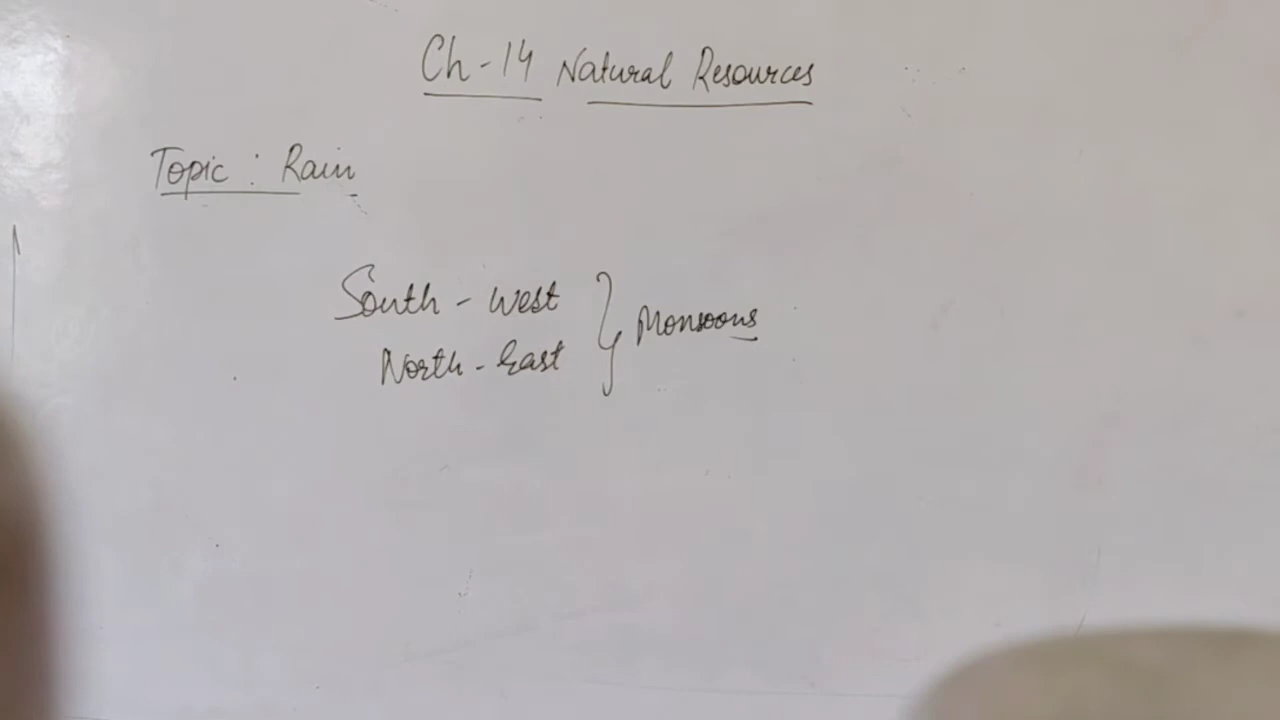 Ch-14 Natural Resources
Topic : Rain
South - West
North - East } Monsoons